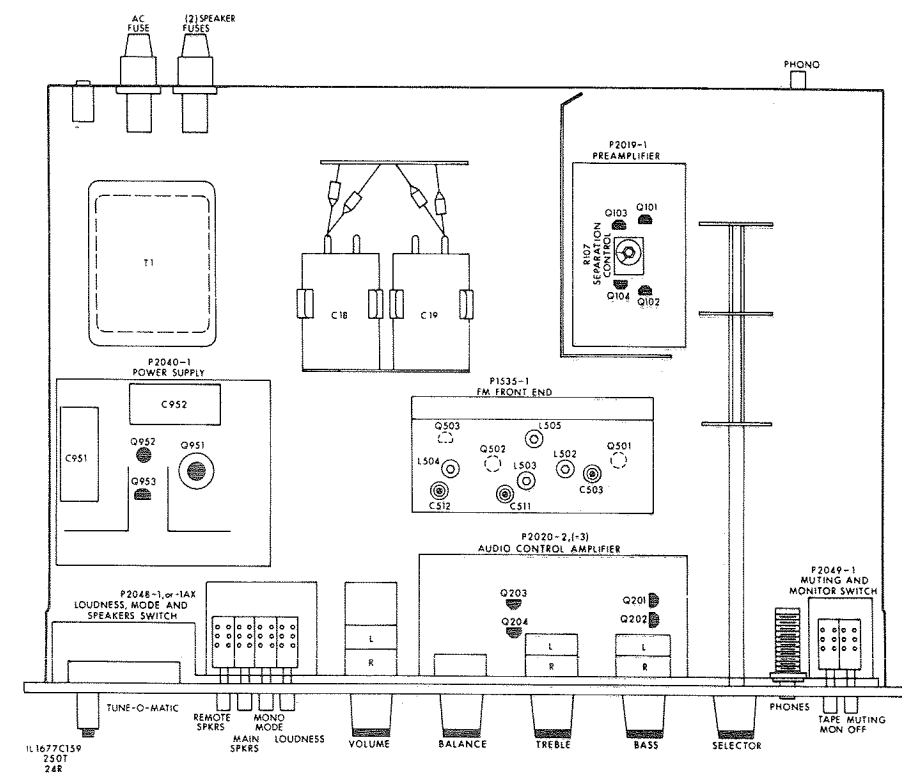 AC
FUSE
(2) SPEAKER
FUSES
PHONO
P2019-1
PREAMPLIFIER
Q103
Q101
R107
SEPARATION
CONTROL
Q104
Q102
T1
C18
C19
P2040-1
POWER SUPPLY
C952
C951
Q952
Q951
Q953
P1535-1
FM FRONT END
Q503
L505
Q502
Q501
L504
L503
L502
C503
C512
C511
P2020-2,(-3)
AUDIO CONTROL AMPLIFIER
Q203
Q204
Q201
Q202
P2048-1, or -1AX
LOUDNESS, MODE AND
SPEAKERS SWITCH
P2049-1
MUTING AND
MONITOR SWITCH
L
R
L
R
L
R
TUNE-O-MATIC
REMOTE
SPKRS
MAIN
SPKRS
MONO
MODE
LOUDNESS
VOLUME
BALANCE
TREBLE
BASS
SELECTOR
PHONES
TAPE
MON
MUTING
OFF
IL1677C159
250T
24R